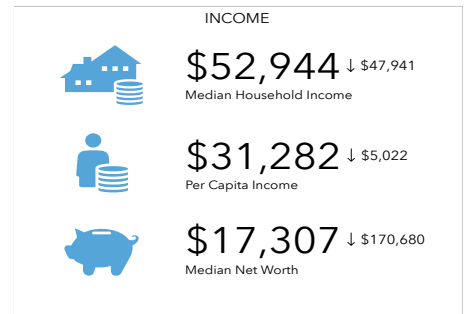 INCOME
$52,944 ↓ $47,941
Median Household Income
$31,282 ↓ $5,022
Per Capita Income
$17,307 ↓ $170,680
Median Net Worth